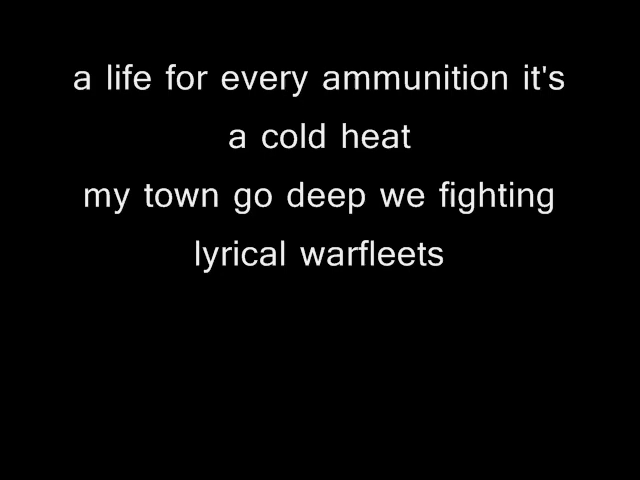 a life for every ammunition it's
a cold heat
my town go deep we fighting
lyrical warfleets